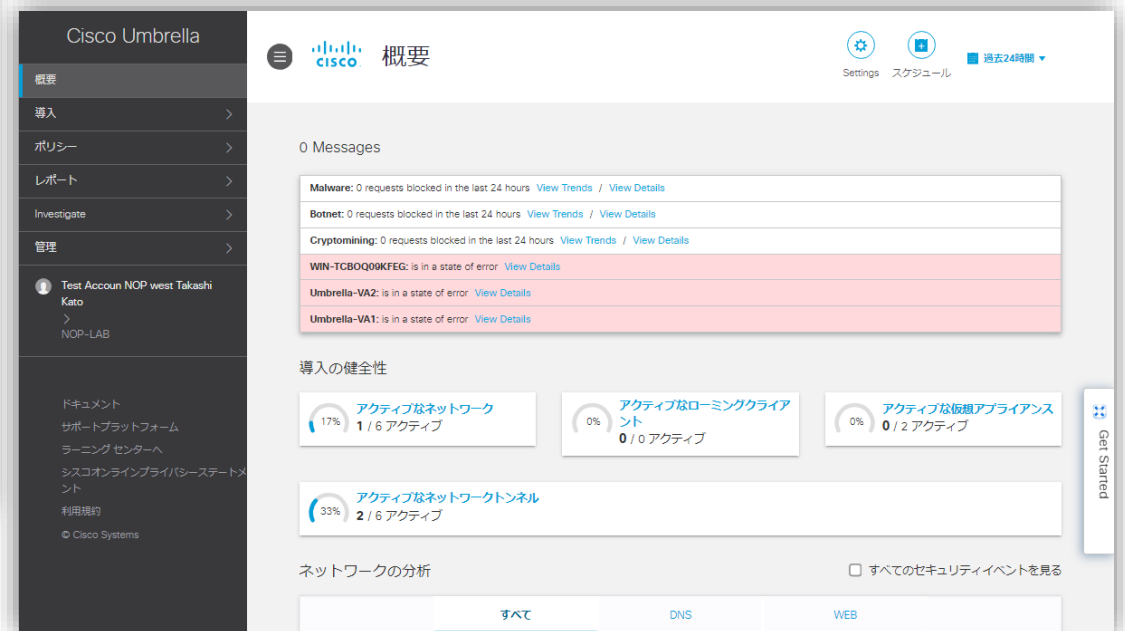 Cisco Umbrella
概要
導入
ポリシー
レポート
Investigate
管理
Test Accoun NOP west Takashi
Kato
NOP-LAB
ドキュメント
サポートプラットフォーム
ラーニング センターへ
シスコオンラインプライバシーステートメ
ント
利用規約
© Cisco Systems
cisco
概要
Settings
スケジュール
過去24時間
0 Messages
Malware: 0 requests blocked in the last 24 hours View Trends / View Details
Botnet: 0 requests blocked in the last 24 hours View Trends / View Details
Cryptomining: 0 requests blocked in the last 24 hours View Trends / View Details
WIN-TCBOQ09KFEG: is in a state of error View Details
Umbrella-VA2: is in a state of error View Details
Umbrella-VA1: is in a state of error View Details
導入の健全性
17%
アクティブなネットワーク
1 / 6 アクティブ
0%
アクティブなローミングクライア
ント
0 / 0 アクティブ
0%
アクティブな仮想アプライアンス
0 / 2 アクティブ
33%
アクティブなネットワークトンネル
2 / 6 アクティブ
Get Started
ネットワークの分析
すべてのセキュリティイベントを見る
すべて
DNS
WEB